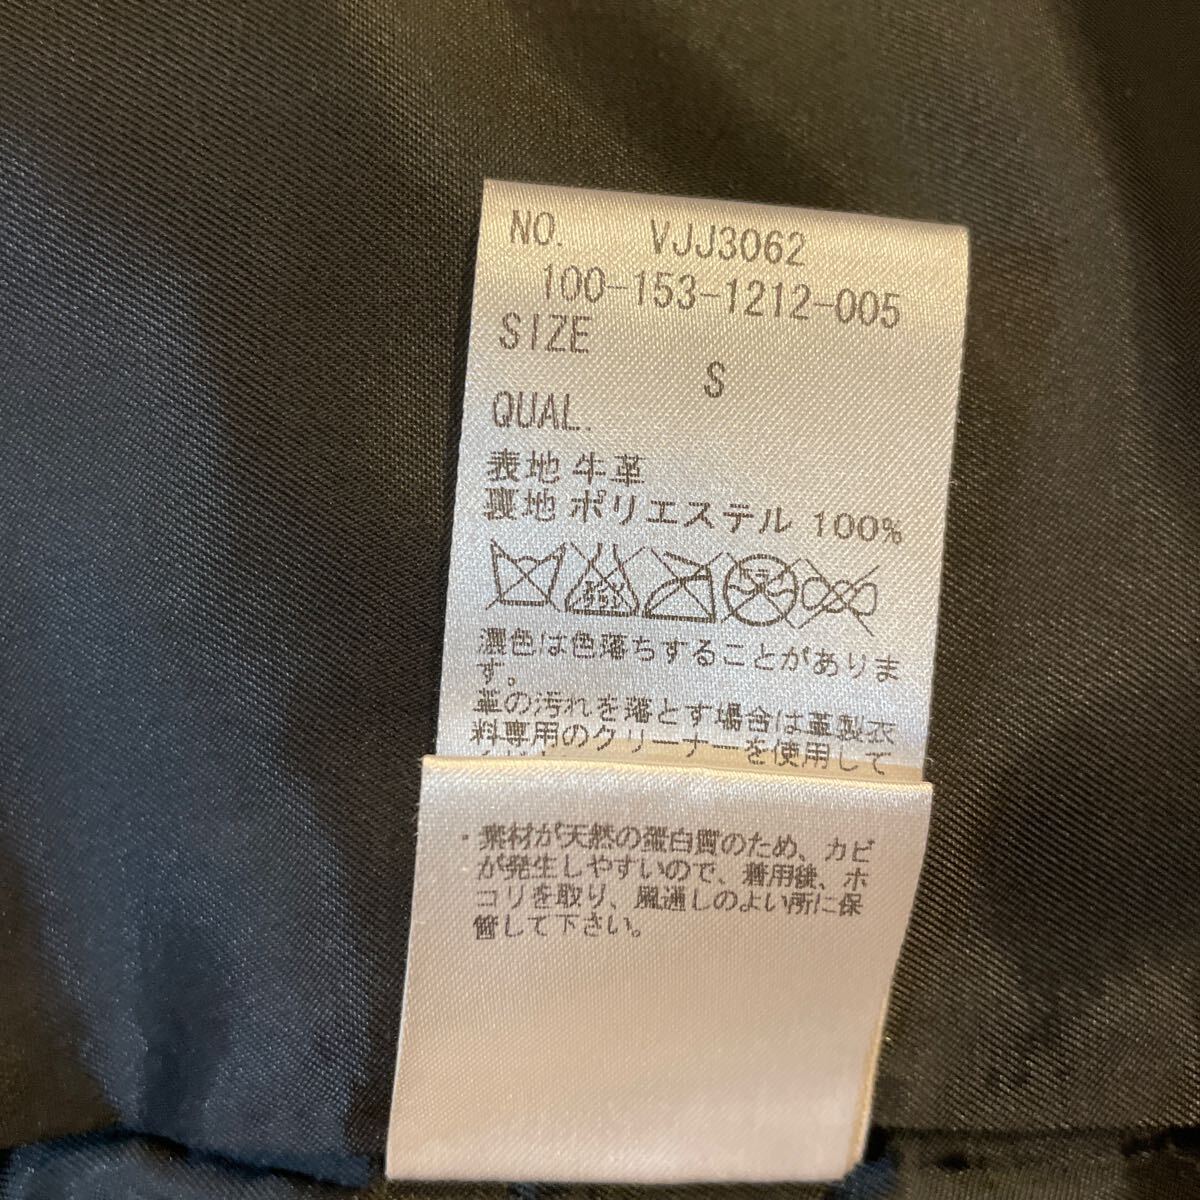 NO. VJJ3062
100-153-1212-005
SIZE
S
QUAL.
表地 牛革
裏地 ポリエステル 100%
濃色は色落ちすることがありま
す。
革の汚れを落とす場合は革製衣
料専用のクリーナーを使用して
・素材が天然の蛋白質のため、カビ
が発生しやすいので、着用後、ホ
コリを取り、風通しのよい所に保
管して下さい。